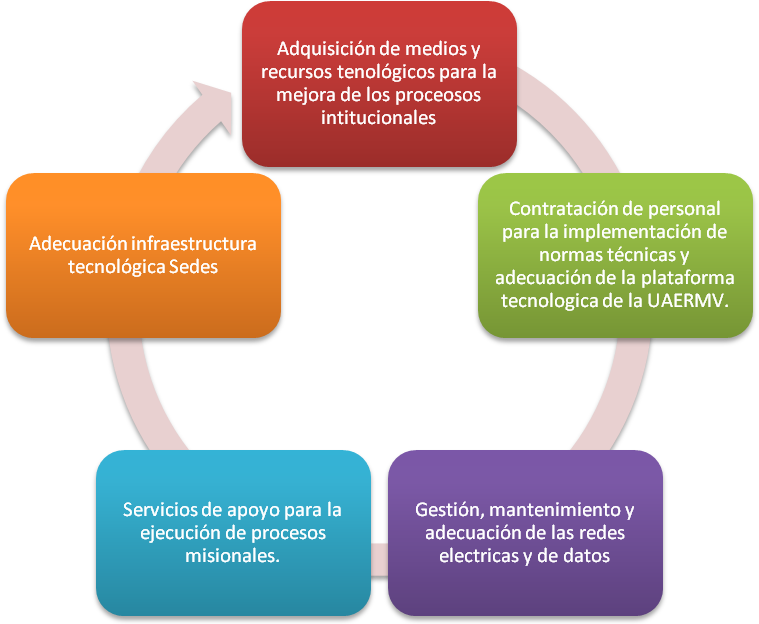 Adquisición de medios y
recursos tenológicos para la
mejora de los proceosos
intitucionales
Contratación de personal
para la implementación de
normas técnicas y
adecuación de la plataforma
tecnologica de la UAERMV.
Gestión, mantenimiento y
adecuación de las redes
electricas y de datos
Servicios de apoyo para la
ejecución de procesos
misionales.
Adecuación infraestructura
tecnológica Sedes